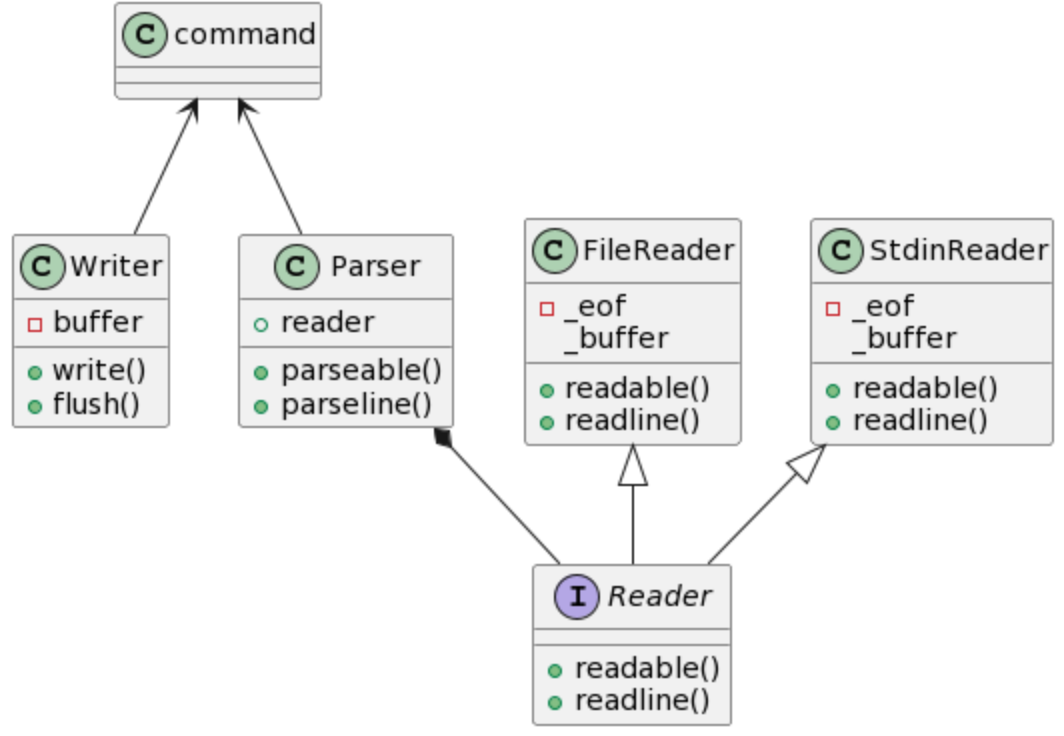 C command
C Writer
buffer
write()
flush()
C Parser
reader
parseable()
parseline()
C FileReader
_eof
_buffer
readable()
readline()
C StdinReader
_eof
_buffer
readable()
readline()
I Reader
readable()
readline()